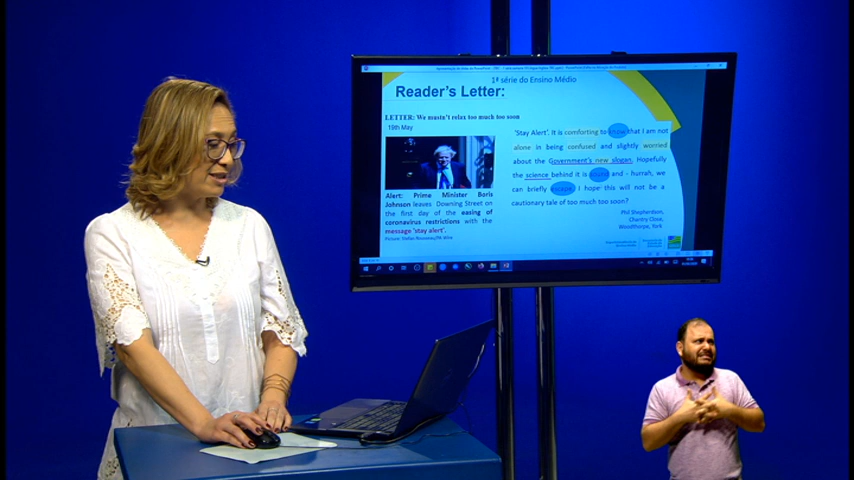 1ª série do Ensino Médio
Reader's Letter:
LETTER: We mustn't relax too much too soon
19th May
Alert: Prime Minister Boris
Johnson leaves Downing Street on
the first day of the easing of
coronavirus restrictions with the
message 'stay alert'.
'Stay Alert'. It is comforting to know that I am not
alone in being confused and slightly worried
about the Government's new slogan. Hopefully
the science behind it is sound and - hurrah, we
can briefly escape. I hope this will not be a
cautionary tale of too much too soon?
Phil Shepherdson,
Chantry Close,
Woodthorpe, York